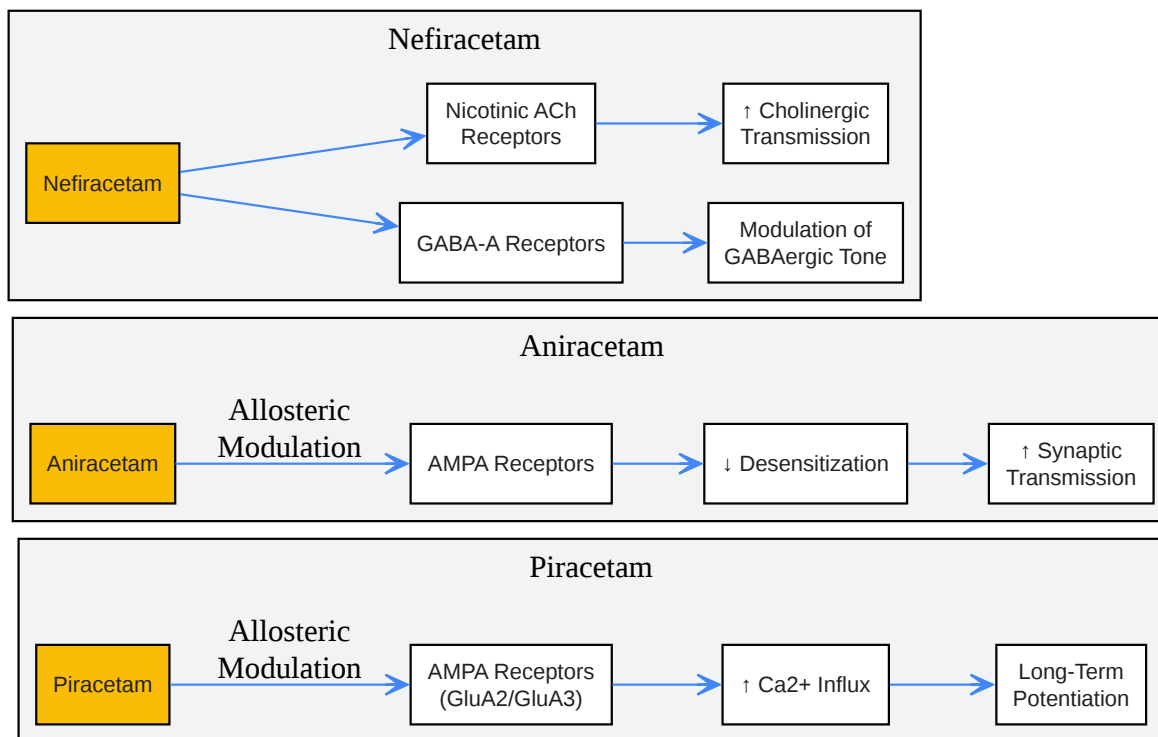 Nefiracetam
Nefiracetam
Nicotinic ACh
Receptors
↑ Cholinergic
Transmission
GABA-A Receptors
Modulation of
GABAergic Tone
Aniracetam
Aniracetam
Allosteric
Modulation
AMPA Receptors
↓ Desensitization
↑ Synaptic
Transmission
Piracetam
Piracetam
Allosteric
Modulation
AMPA Receptors
(GluA2/GluA3)
↑ Ca2+ Influx
Long-Term
Potentiation